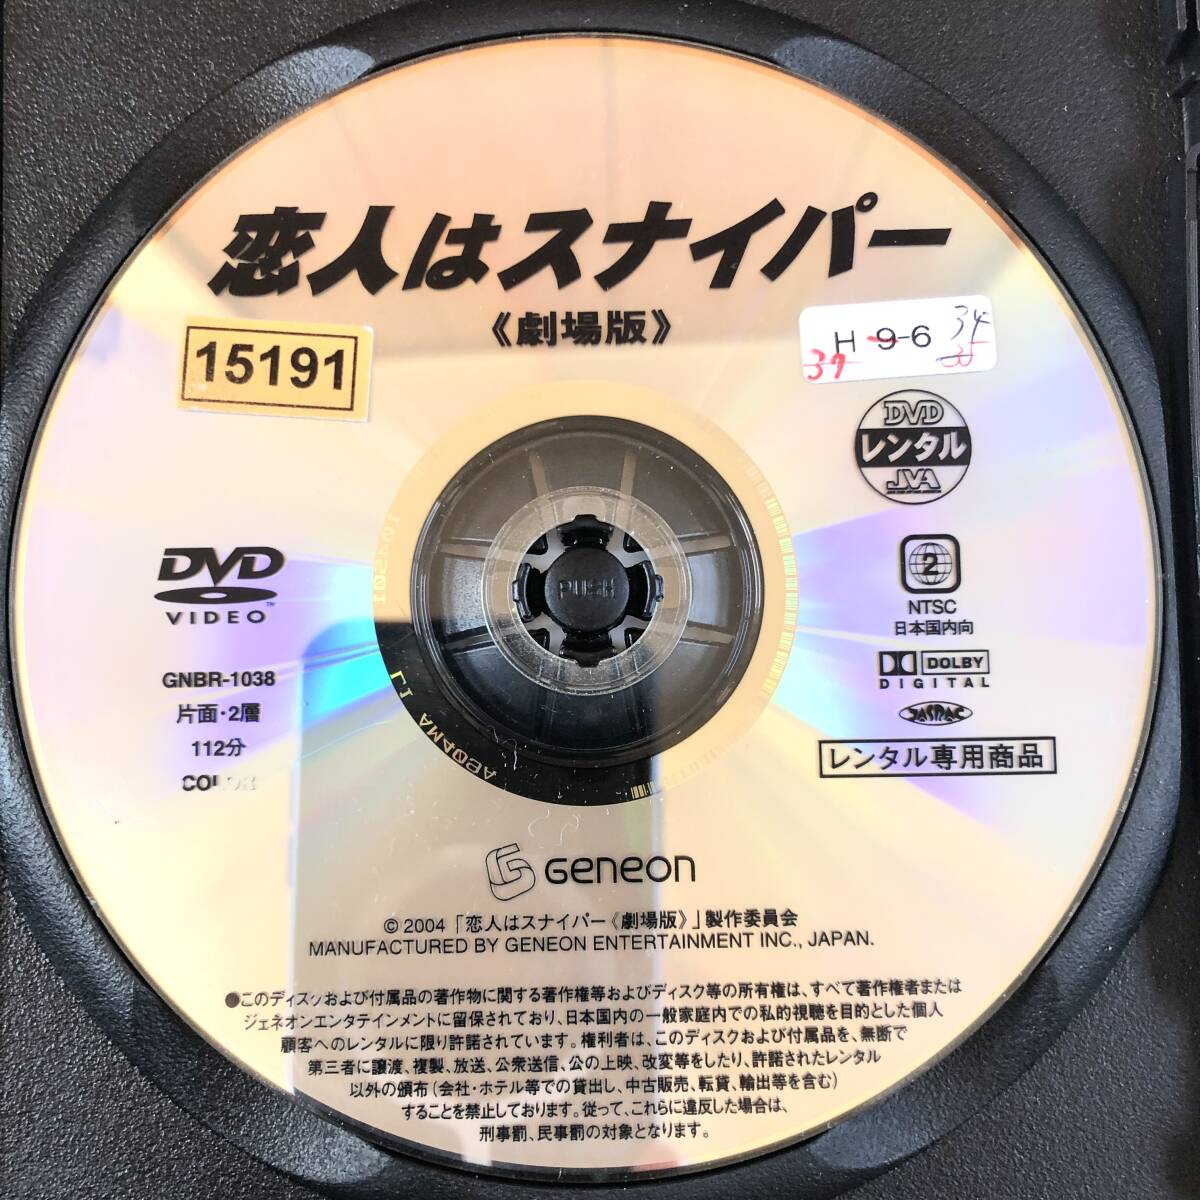 恋人はスナイパー
《劇場版》
15191
H 9-6
34
37
35
DVD
レンタル
JVA
DVD
VIDEO
GNBR-1038
片面・2層
112分
COLOR
2
NTSC
日本国内向
DOLBY
DIGITAL
JASRAC
レンタル専用商品
PUSH
Geneon
©2004「恋人はスナイパー《劇場版》」製作委員会
MANUFACTURED BY GENEON ENTERTAINMENT INC., JAPAN.
●このディスクおよび付属品の著作物に関する著作権等およびディスク等の所有権は、すべて著作権者または
ジェネオンエンタテインメントに留保されており、日本国内の一般家庭内での私的視聴を目的とした個人
顧客へのレンタルに限り許諾されています。権利者は、このディスクおよび付属品を、無断で
第三者に譲渡、複製、放送、公衆送信、公の上映、改変等をしたり、許諾されたレンタル
以外の頒布(会社・ホテル等での貸出し、中古販売、転貸、輸出等を含む)
することを禁止しております。従って、これらに違反した場合は、
刑事罰、民事罰の対象となります。